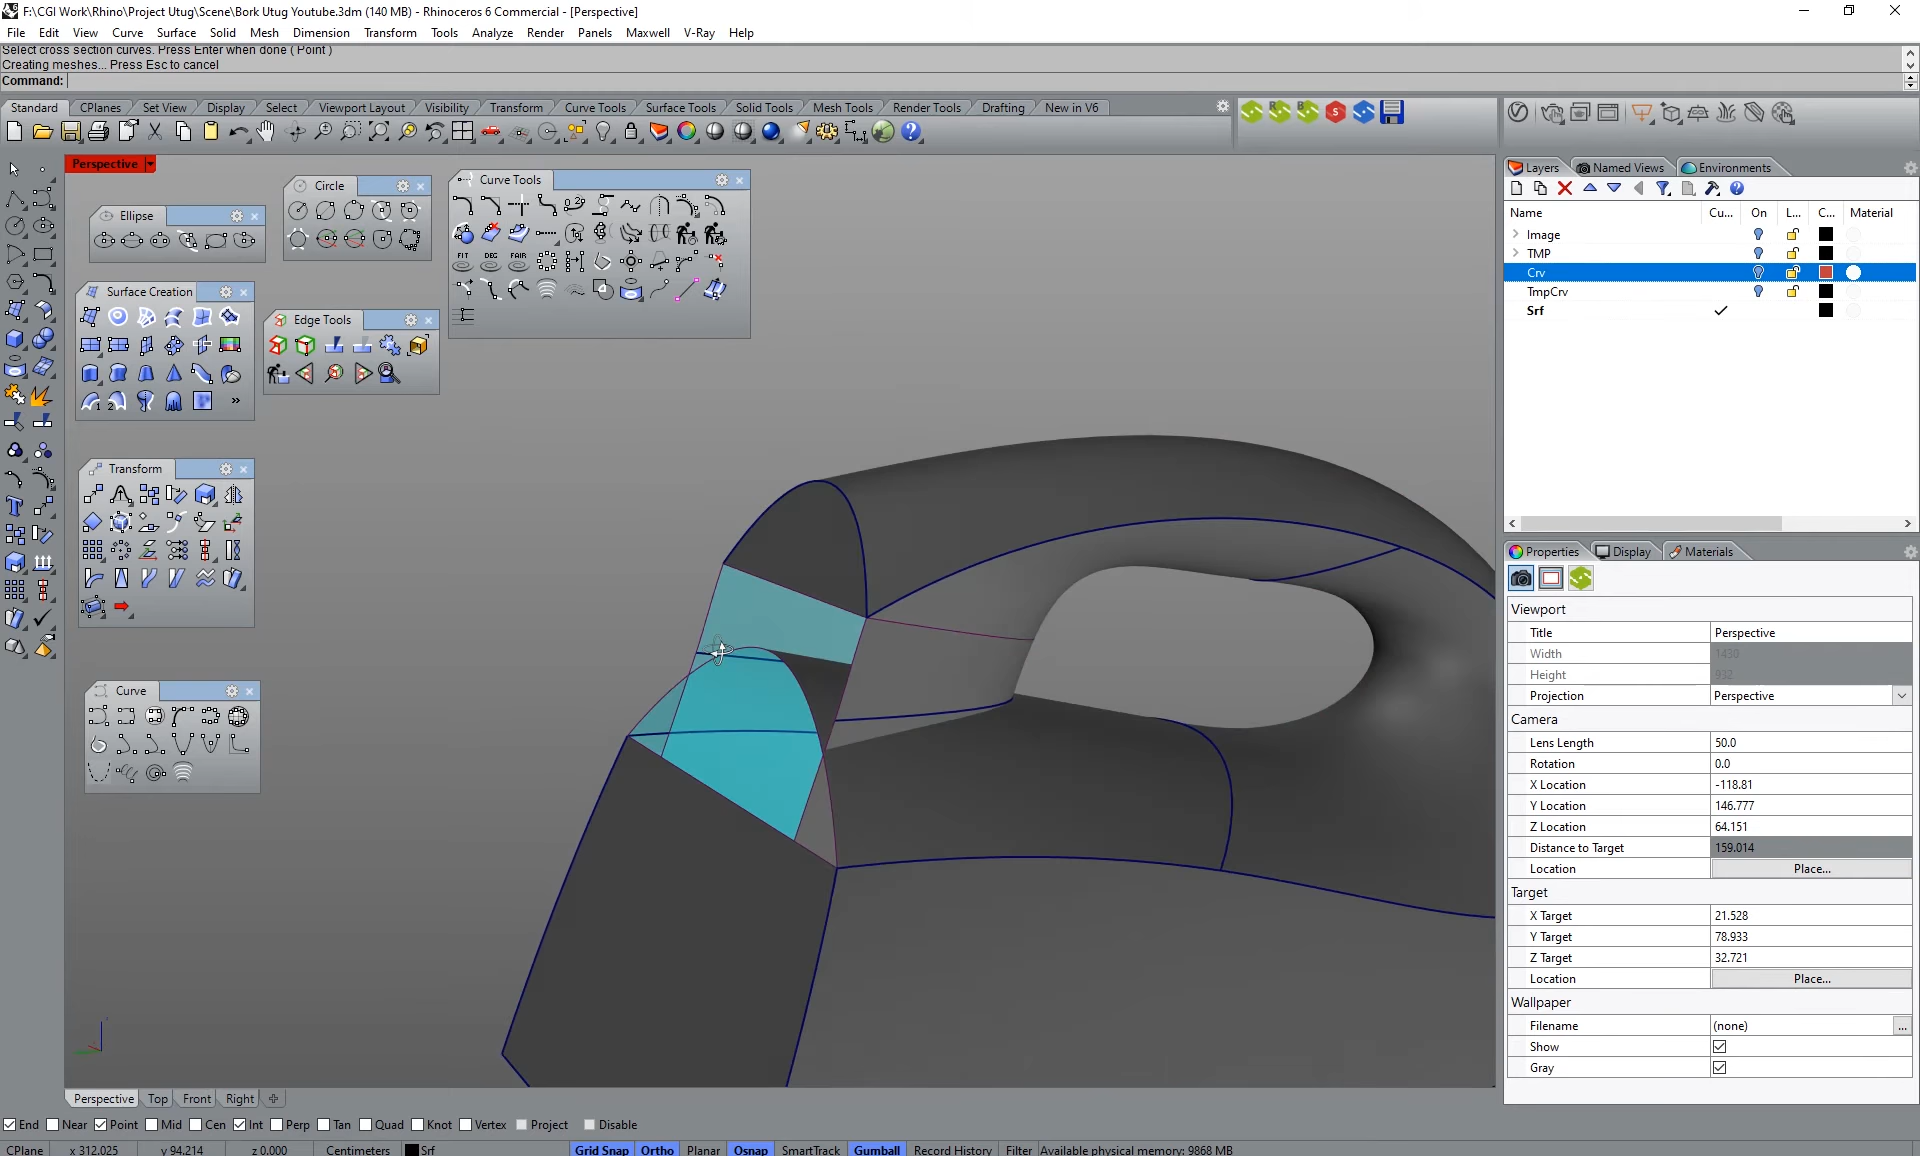 F:\CGI Work\Rhino\Project Utug\Scene\Bork Utug Youtube.3dm (140 MB) - Rhinoceros 6 Commercial - [Perspective]
File Edit View Curve Surface Solid Mesh Dimension Transform Tools Analyze Render Panels Maxwell V-Ray Help
Select cross section curves. Press Enter when done ( Point )
Creating meshes... Press Esc to cancel
Command:
Standard CPlanes Set View Display Select Viewport Layout Visibility Transform Curve Tools Surface Tools Solid Tools Mesh Tools Render Tools Drafting New in V6
Perspective
Circle
Curve Tools
Ellipse
Surface Creation
Edge Tools
FIT DEG FAIR
Transform
Curve
Layers Named Views Environments
Name Cu... On L... C... Material
Image
TMP
Crv
TmpCrv
Srf
Properties Display Materials
Viewport
Title Perspective
Width 1430
Height 932
Projection Perspective
Camera
Lens Length 50.0
Rotation 0.0
X Location -118.81
Y Location 146.777
Z Location 64.151
Distance to Target 159.014
Location Place...
Target
X Target 21.528
Y Target 78.933
Z Target 32.721
Location Place...
Wallpaper
Filename (none) ...
Show
Gray
Perspective Top Front Right
End Near Point Mid Cen Int Perp Tan Quad Knot Vertex Project Disable
CPlane x 312.025 y 94.214 z 0.000 Centimeters Srf Grid Snap Ortho Planar Osnap SmartTrack Gumball Record History Filter Available physical memory: 9868 MB